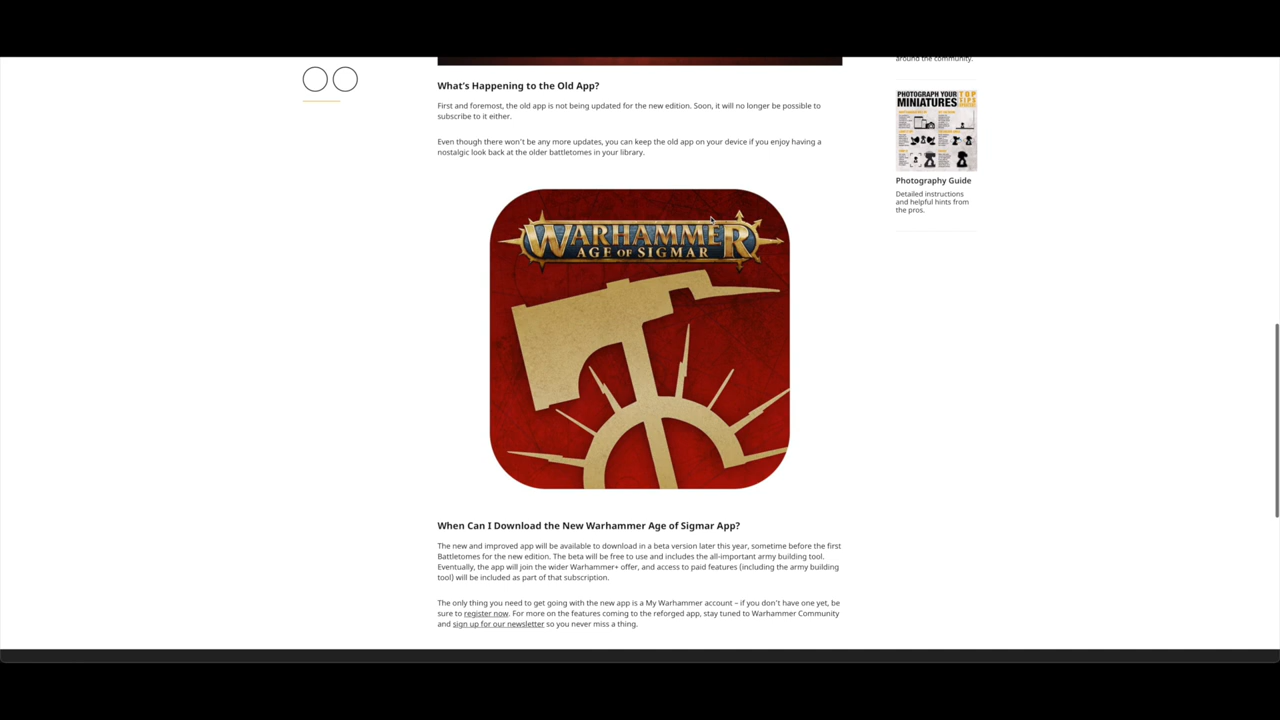 What's Happening to the Old App?
First and foremost, the old app is not being updated for the new edition. Soon, it will no longer be possible to
subscribe to it either.
Even though there won't be any more updates, you can keep the old app on your device if you enjoy having a
nostalgic look back at the older battletomes in your library.
WARHAMMER
AGE OF SIGMAR
When Can I Download the New Warhammer Age of Sigmar App?
The new and improved app will be available to download in a beta version later this year, sometime before the first
Battletomes for the new edition. The beta will be free to use and includes the all-important army building tool.
Eventually, the app will join the wider Warhammer+ offer, and access to paid features (including the army building
tool) will be included as part of that subscription.
The only thing you need to get going with the new app is a My Warhammer account – if you don't have one yet, be
sure to register now. For more on the features coming to the reforged app, stay tuned to Warhammer Community
and sign up for our newsletter so you never miss a thing.
around the community.
PHOTOGRAPH YOUR
MINIATURES
TOP
TIPS
Photography Guide
Detailed instructions
and helpful hints from
the pros.